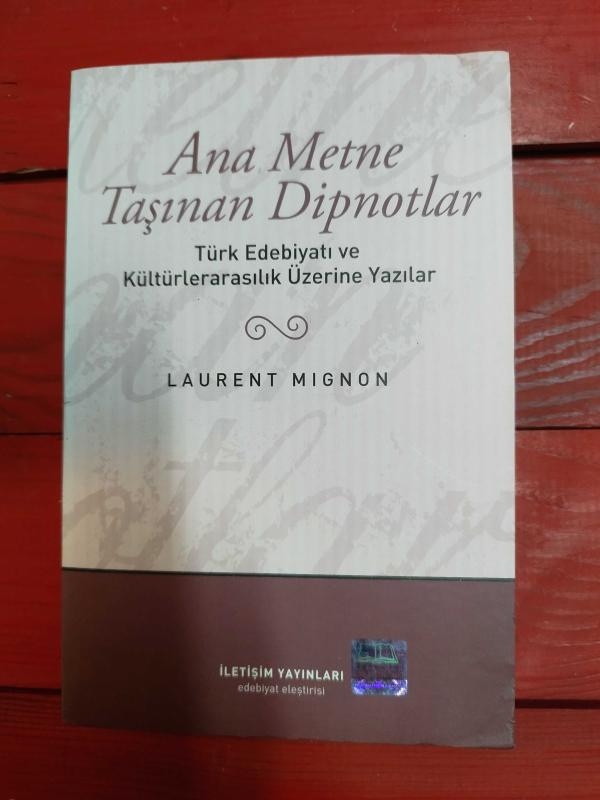 Ana Metne
Taşınan Dipnotlar
Türk Edebiyatı ve
Kültürlerarasılık Üzerine Yazılar
LAURENT MIGNON
İLETİŞİM YAYINLARI
edebiyat eleştirisi